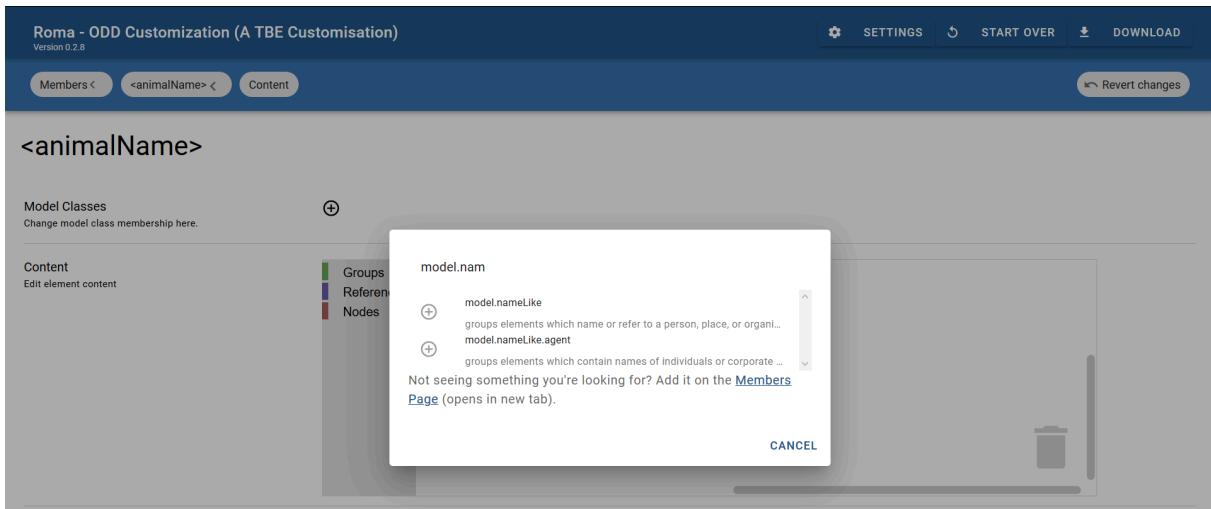 Roma - ODD Customization (A TBE Customisation)
Version 0.2.8
SETTINGS
START OVER
DOWNLOAD
Members <
<animalName> <
Content
Revert changes
<animalName>
Model Classes
Change model class membership here.
Content
Edit element content
Groups
Referen
Nodes
model.nam
model.nameLike
groups elements which name or refer to a person, place, or organi...
model.nameLike.agent
groups elements which contain names of individuals or corporate ...
Not seeing something you're looking for? Add it on the Members
Page (opens in new tab).
CANCEL